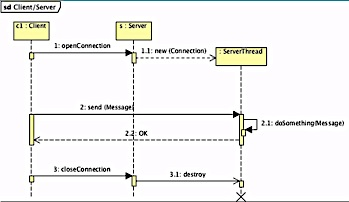 sd Client/Server
c1 : Client
s : Server
1: openConnection
1.1: new (Connection)
: ServerThread
2: send (Message)
2.1: doSomething(Message)
2.2: OK
3: closeConnection
3.1: destroy